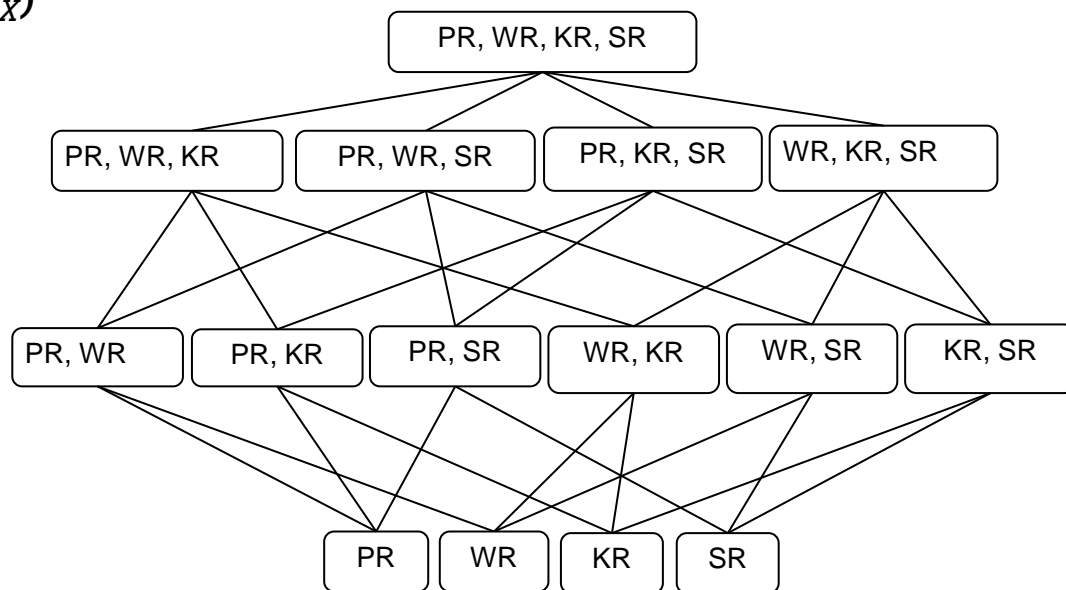 X)
PR, WR, KR, SR
PR, WR, KR
PR, WR, SR
PR, KR, SR
WR, KR, SR
PR, WR
PR, KR
PR, SR
WR, KR
WR, SR
KR, SR
PR
WR
KR
SR